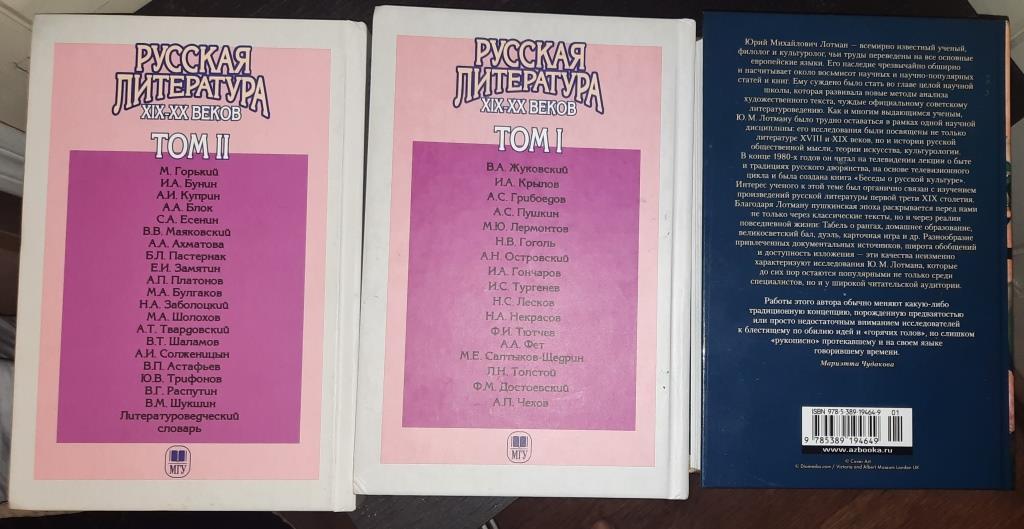 РУССКАЯ
ЛИТЕРАТУРА
XIX-XX ВЕКОВ
ТОМ II
М. Горький
И.А. Бунин
А.И. Куприн
А.А. Блок
С.А. Есенин
В.В. Маяковский
А.А. Ахматова
Б.Л. Пастернак
Е.И. Замятин
А.П. Платонов
М.А. Булгаков
Н.А. Заболоцкий
М.А. Шолохов
А.Т. Твардовский
В.Т. Шаламов
А.И. Солженицын
В.П. Астафьев
Ю.В. Трифонов
В.Г. Распутин
В.М. Шукшин
Литературоведческий
словарь
МГУ
РУССКАЯ
ЛИТЕРАТУРА
XIX-XX ВЕКОВ
ТОМ I
В.А. Жуковский
И.А. Крылов
А.С. Грибоедов
А.С. Пушкин
М.Ю. Лермонтов
Н.В. Гоголь
А.Н. Островский
И.А. Гончаров
И.С. Тургенев
Н.С. Лесков
Н.А. Некрасов
Ф.И. Тютчев
А.А. Фет
М.Е. Салтыков-Щедрин
Л.Н. Толстой
Ф.М. Достоевский
А.П. Чехов
МГУ
Юрий Михайлович Лотман — всемирно известный ученый,
филолог и культуролог, чьи труды переведены на все основные
европейские языки. Его наследие чрезвычайно обширно
и насчитывает около восьмисот научных и научно-популярных
статей и книг. Ему суждено было стать во главе целой научной
школы, которая развивала новые методы анализа
художественного текста, чуждые официальному советскому
литературоведению. Как и многим выдающимся ученым,
Ю. М. Лотману было трудно оставаться в рамках одной научной
дисциплины: его исследования были посвящены не только
литературе XVIII и XIX веков, но и истории русской
общественной мысли, теории искусства, культурологии.
В конце 1980-х годов он читал на телевидении лекции о быте
и традициях русского дворянства, на основе телевизионного
цикла и была создана книга «Беседы о русской культуре».
Интерес ученого к этой теме был органично связан с изучением
произведений русской литературы первой трети XIX столетия.
Благодаря Лотману пушкинская эпоха раскрывается перед нами
не только через классические тексты, но и через реалии
повседневной жизни: Табель о рангах, домашнее образование,
великосветский бал, дуэль, карточная игра и др. Разнообразие
привлеченных документальных источников, широта обобщений
и доступность изложения — эти качества неизменно
характеризуют исследования Ю. М. Лотмана, которые
до сих пор остаются популярными не только среди
специалистов, но и у широкой читательской аудитории.
Работы этого автора обычно меняют какую-либо
традиционную концепцию, порожденную предвзятостью
или просто недостаточным вниманием исследователей
к блестящему по обилию идей и «горячих голов», но слишком
«рукописно» протекавшему и на своем языке
говорившему времени.
Мариэтта Чудакова
ISBN 978-5-389-19464-9
01
9 785389 194649
www.azbooka.ru
© Cover Art
© Diomedia.com / Victoria and Albert Museum London UK